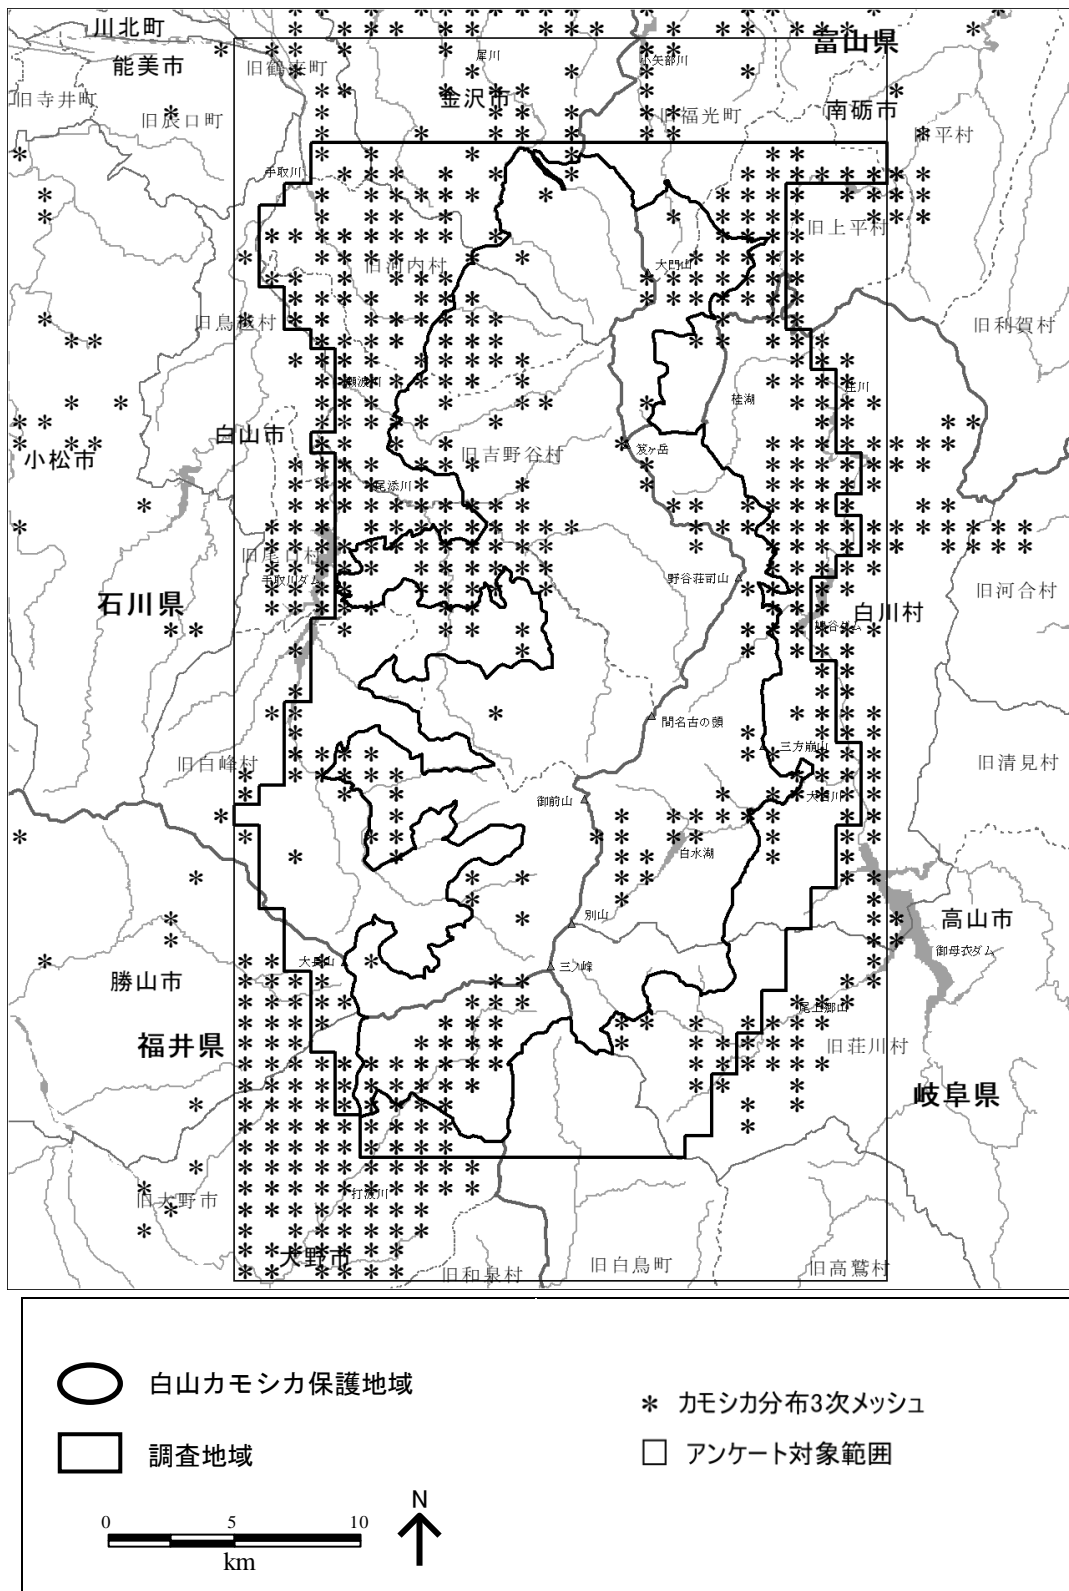 川北町
富山県
能美市
犀川
小矢部川
旧鶴来町
旧寺井町
金沢市
南砺市
旧辰口町
旧福光町
旧平村
手取川
旧上平村
旧河内村
大門山
旧鳥越村
旧利賀村
瀬波川
庄川
桂湖
白山市
小松市
旧吉野谷村
笈ヶ岳
尾添川
旧尾口村
手取川ダム
野谷荘司山
旧河合村
石川県
白川村
鳩谷ダム
間名古の頭
三方崩山
旧白峰村
旧清見村
御前山
大白川
白水湖
別山
高山市
御母衣ダム
大長山
三ノ峰
勝山市
尾上郷山
福井県
旧荘川村
岐阜県
旧大野市
打波川
大野市
旧和泉村
旧白鳥町
旧高鷲村
白山カモシカ保護地域
* カモシカ分布3次メッシュ
調査地域
アンケート対象範囲
N
0 5 10
km